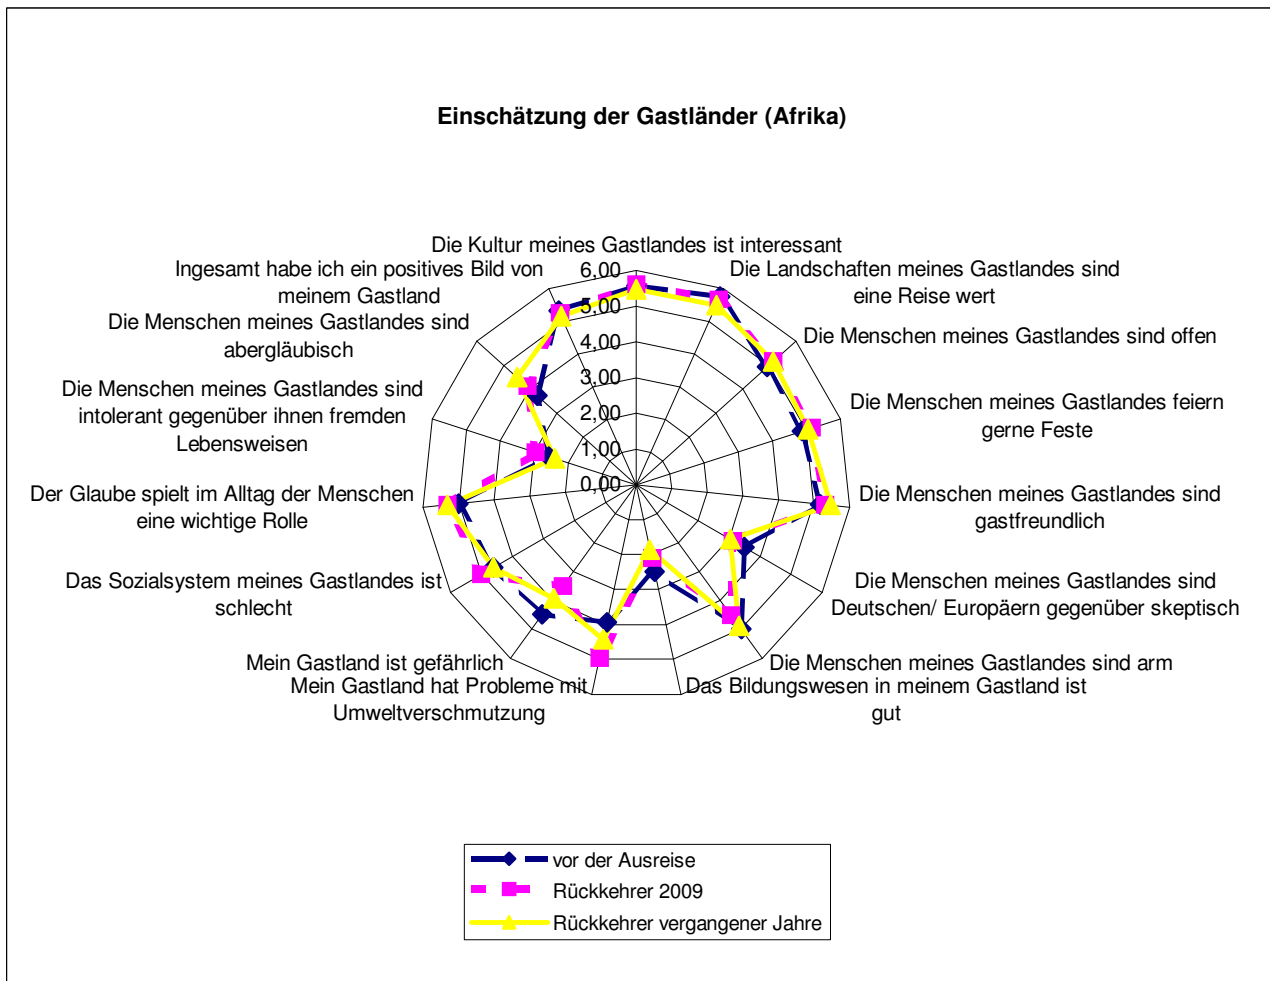 Einschätzung der Gastländer (Afrika)
Die Kultur meines Gastlandes ist interessant
Die Landschaften meines Gastlandes sind
eine Reise wert
Die Menschen meines Gastlandes sind offen
Die Menschen meines Gastlandes feiern
gerne Feste
Die Menschen meines Gastlandes sind
gastfreundlich
Die Menschen meines Gastlandes sind
Deutschen/ Europäern gegenüber skeptisch
Die Menschen meines Gastlandes sind arm
Das Bildungswesen in meinem Gastland ist
gut
Mein Gastland hat Probleme mit
Umweltverschmutzung
Mein Gastland ist gefährlich
Das Sozialsystem meines Gastlandes ist
schlecht
Der Glaube spielt im Alltag der Menschen
eine wichtige Rolle
Die Menschen meines Gastlandes sind
intolerant gegenüber ihnen fremden
Lebensweisen
Die Menschen meines Gastlandes sind
abergläubisch
Ingesamt habe ich ein positives Bild von
meinem Gastland
6,00
5,00
4,00
3,00
2,00
1,00
0,00
vor der Ausreise
Rückkehrer 2009
Rückkehrer vergangener Jahre